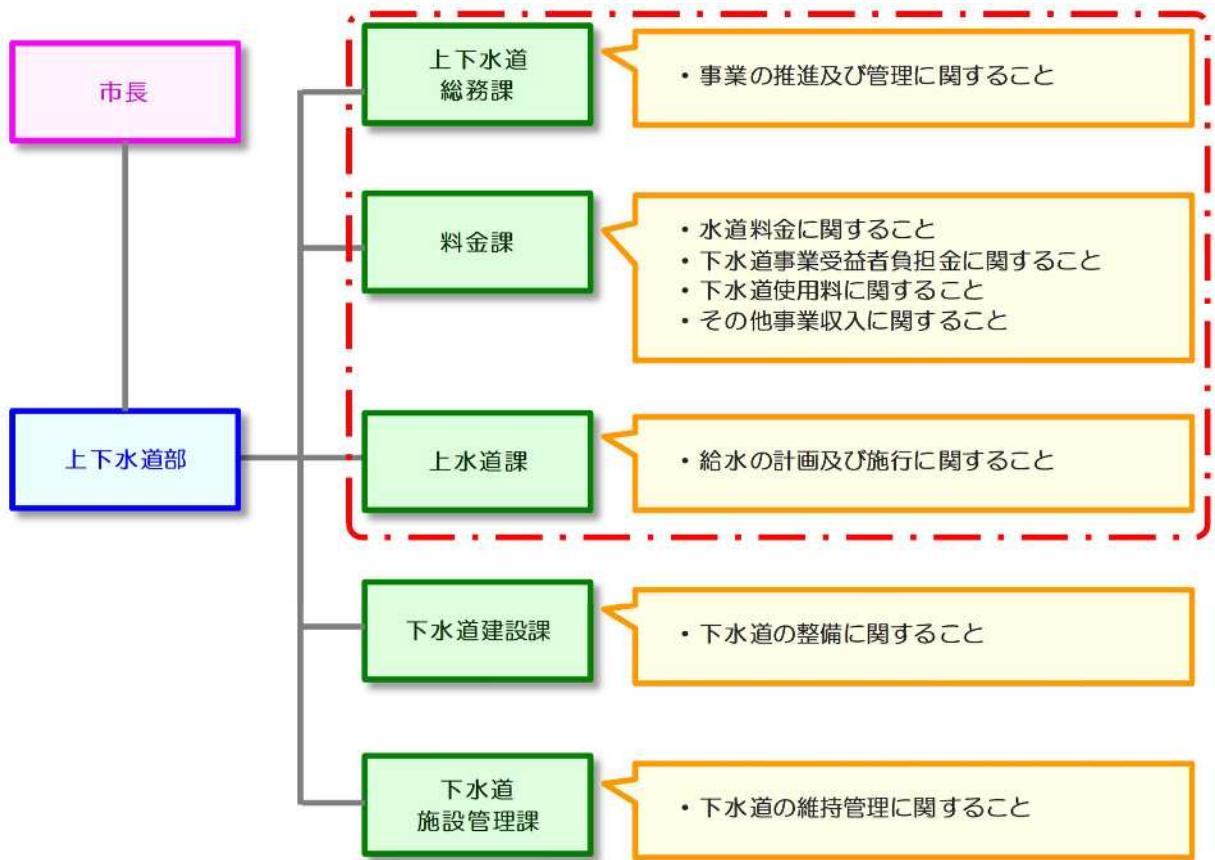 市長
上下水道部
上下水道
総務課
・事業の推進及び管理に関すること
料金課
・水道料金に関すること
・下水道事業受益者負担金に関すること
・下水道使用料に関すること
・その他事業収入に関すること
上水道課
・給水の計画及び施行に関すること
下水道建設課
・下水道の整備に関すること
下水道
施設管理課
・下水道の維持管理に関すること